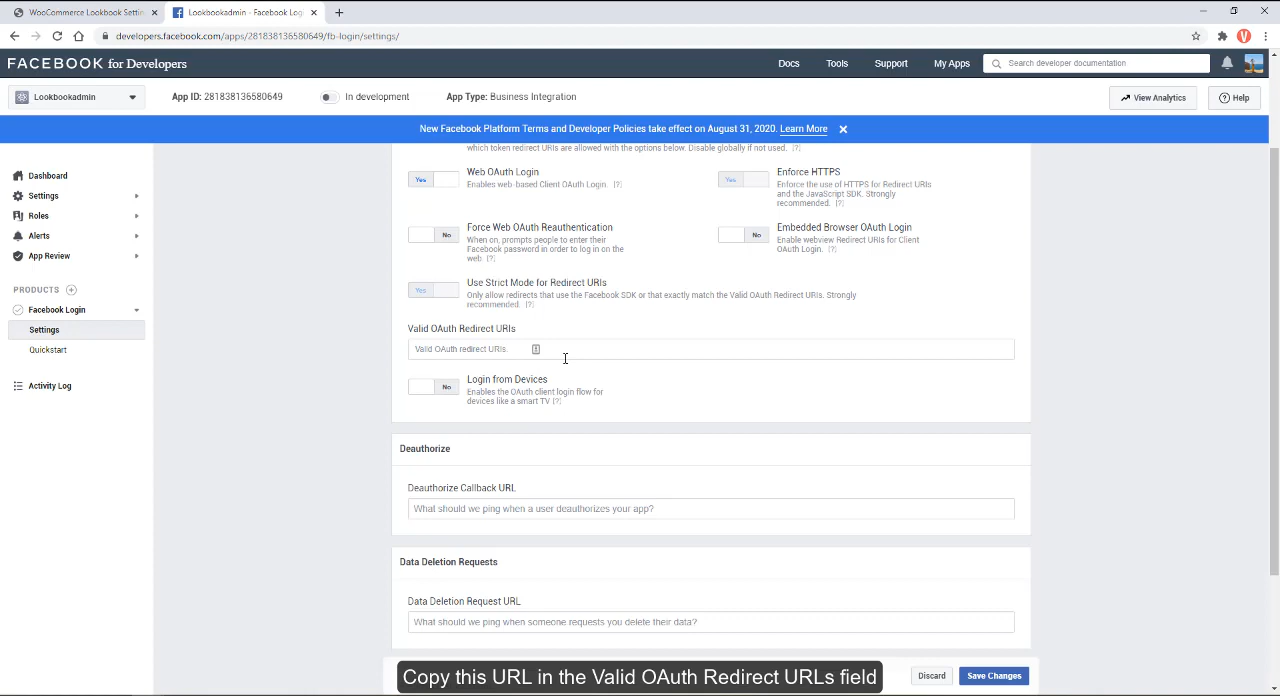 WooCommerce Lookbook Settin
Lookbookadmin - Facebook Logi
developers.facebook.com/apps/281838136580649/fb-login/settings/
V
FACEBOOK for Developers
Docs
Tools
Support
My Apps
Search developer documentation
Lookbookadmin
App ID: 281838136580649
In development
App Type: Business Integration
View Analytics
Help
New Facebook Platform Terms and Developer Policies take effect on August 31, 2020. Learn More
Dashboard
Settings
Roles
Alerts
App Review
PRODUCTS
Facebook Login
Settings
Quickstart
Activity Log
which token redirect URIs are allowed with the options below. Disable globally if not used. [?]
Yes
Web OAuth Login
Enables web-based Client OAuth Login. [?]
Yes
Enforce HTTPS
Enforce the use of HTTPS for Redirect URIs
and the JavaScript SDK. Strongly
recommended. [?]
No
Force Web OAuth Reauthentication
When on, prompts people to enter their
Facebook password in order to log in on the
web. [?]
No
Embedded Browser OAuth Login
Enable webview Redirect URIs for Client
OAuth Login. [?]
Yes
Use Strict Mode for Redirect URIs
Only allow redirects that use the Facebook SDK or that exactly match the Valid OAuth Redirect URIs. Strongly
recommended. [?]
Valid OAuth Redirect URIs
Valid OAuth redirect URIs.
No
Login from Devices
Enables the OAuth client login flow for
devices like a smart TV [?]
Deauthorize
Deauthorize Callback URL
What should we ping when a user deauthorizes your app?
Data Deletion Requests
Data Deletion Request URL
What should we ping when someone requests you delete their data?
Copy this URL in the Valid OAuth Redirect URLs field
Discard
Save Changes